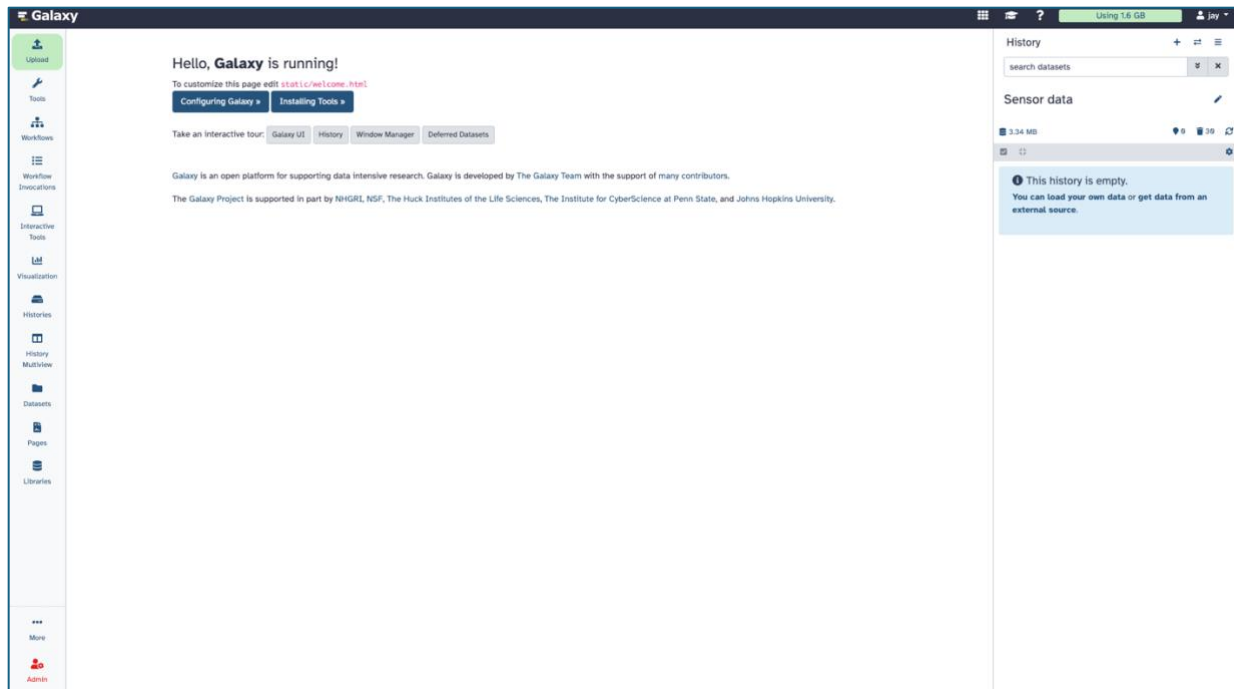 Galaxy
?
Using 1.6 GB
jay
Upload
Tools
Workflows
Workflow
Invocations
Interactive
Tools
Visualization
Histories
History
Multiview
Datasets
Pages
Libraries
More
Admin
Hello, Galaxy is running!
To customize this page edit static/welcome.html
Configuring Galaxy »
Installing Tools »
Take an interactive tour: Galaxy UI History Window Manager Deferred Datasets
Galaxy is an open platform for supporting data intensive research. Galaxy is developed by The Galaxy Team with the support of many contributors.
The Galaxy Project is supported in part by NHGRI, NSF, The Huck Institutes of the Life Sciences, The Institute for CyberScience at Penn State, and Johns Hopkins University.
History
search datasets
Sensor data
3.34 MB 0 30
This history is empty.
You can load your own data or get data from an
external source.